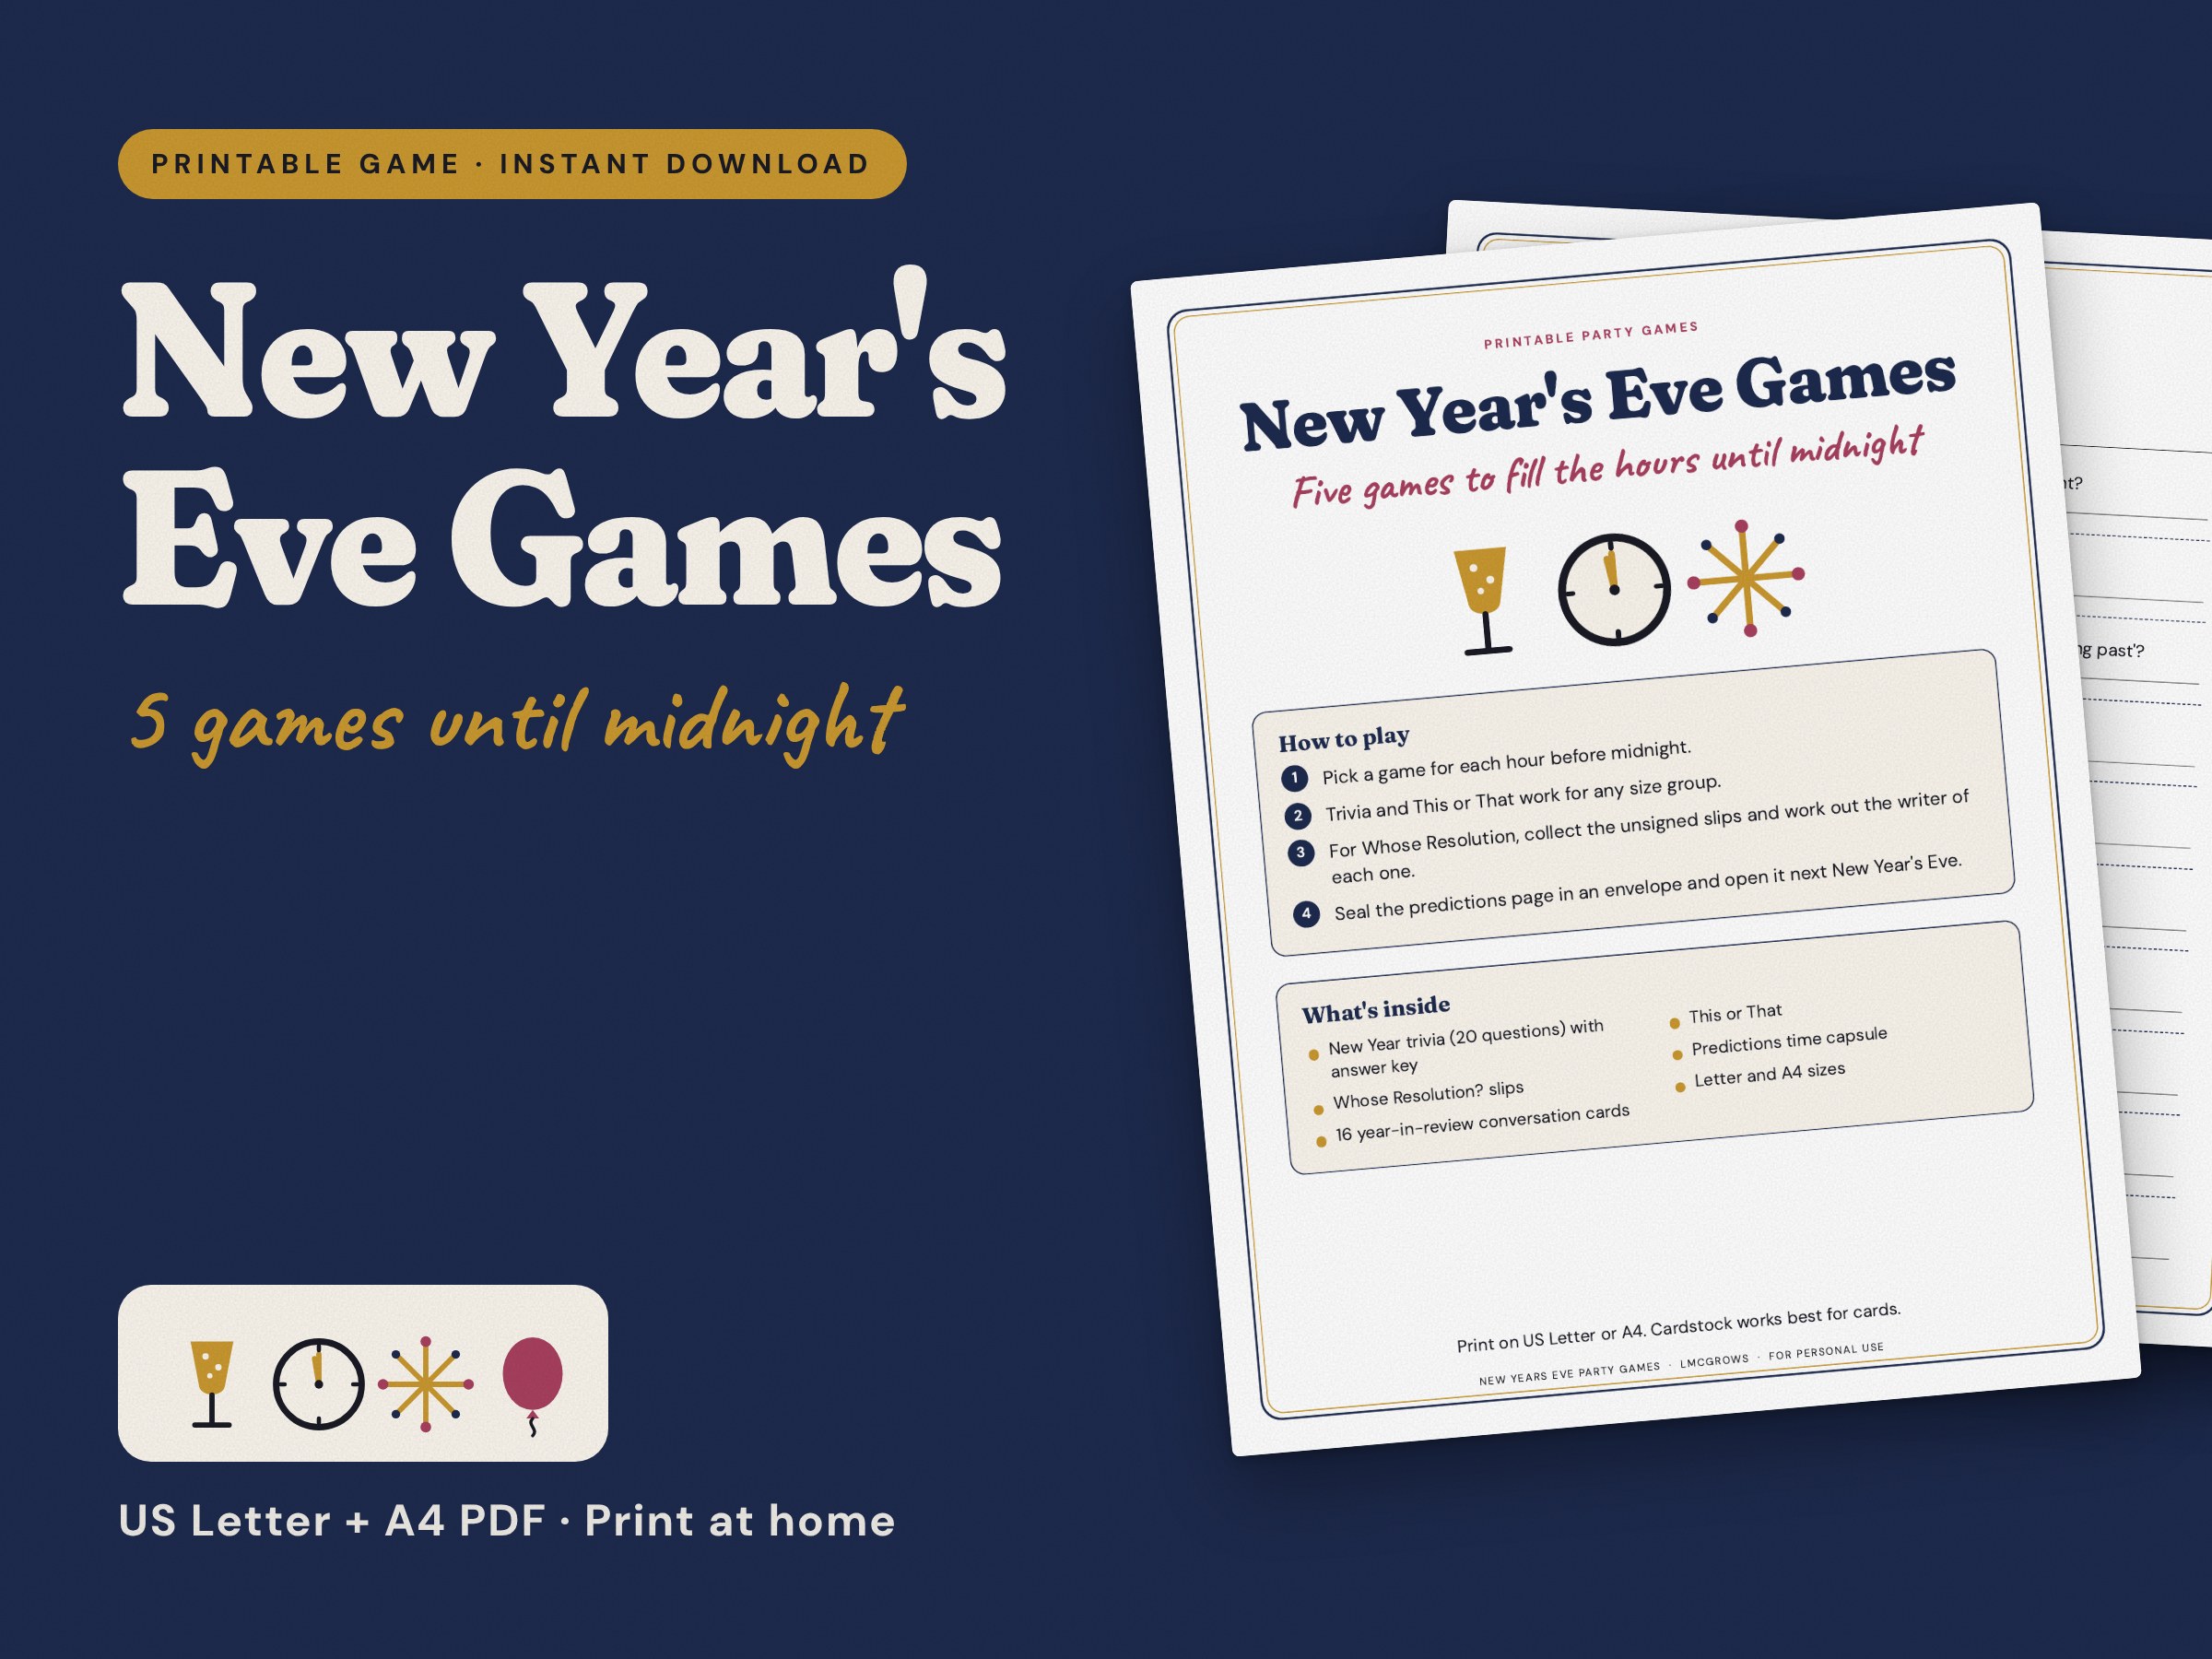 PRINTABLE GAME · INSTANT DOWNLOAD
New Year's
Eve Games
5 games until midnight
US Letter + A4 PDF · Print at home
PRINTABLE PARTY GAMES
New Year's Eve Games
Five games to fill the hours until midnight
How to play
1 Pick a game for each hour before midnight.
2 Trivia and This or That work for any size group.
3 For Whose Resolution, collect the unsigned slips and work out the writer of
each one.
4 Seal the predictions page in an envelope and open it next New Year's Eve.
What's inside
New Year trivia (20 questions) with
answer key
Whose Resolution? slips
16 year-in-review conversation cards
This or That
Predictions time capsule
Letter and A4 sizes
Print on US Letter or A4. Cardstock works best for cards.
NEW YEARS EVE PARTY GAMES · LMCGROWS · FOR PERSONAL USE
past'?